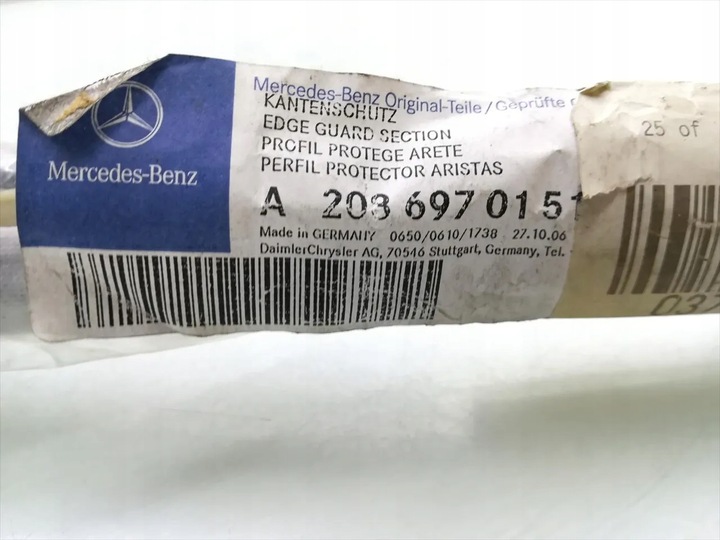 Mercedes-Benz
Mercedes-Benz Original-Teile / Geprüfte
KANTENSCHUTZ
EDGE GUARD SECTION
PROFIL PROTEGE ARETE
PERFIL PROTECTOR ARISTAS
A 203 697 01 51
Made in GERMANY 0650/0610/1738 27.10.06
DaimlerChrysler AG, 70546 Stuttgart, Germany, Tel.
25 of